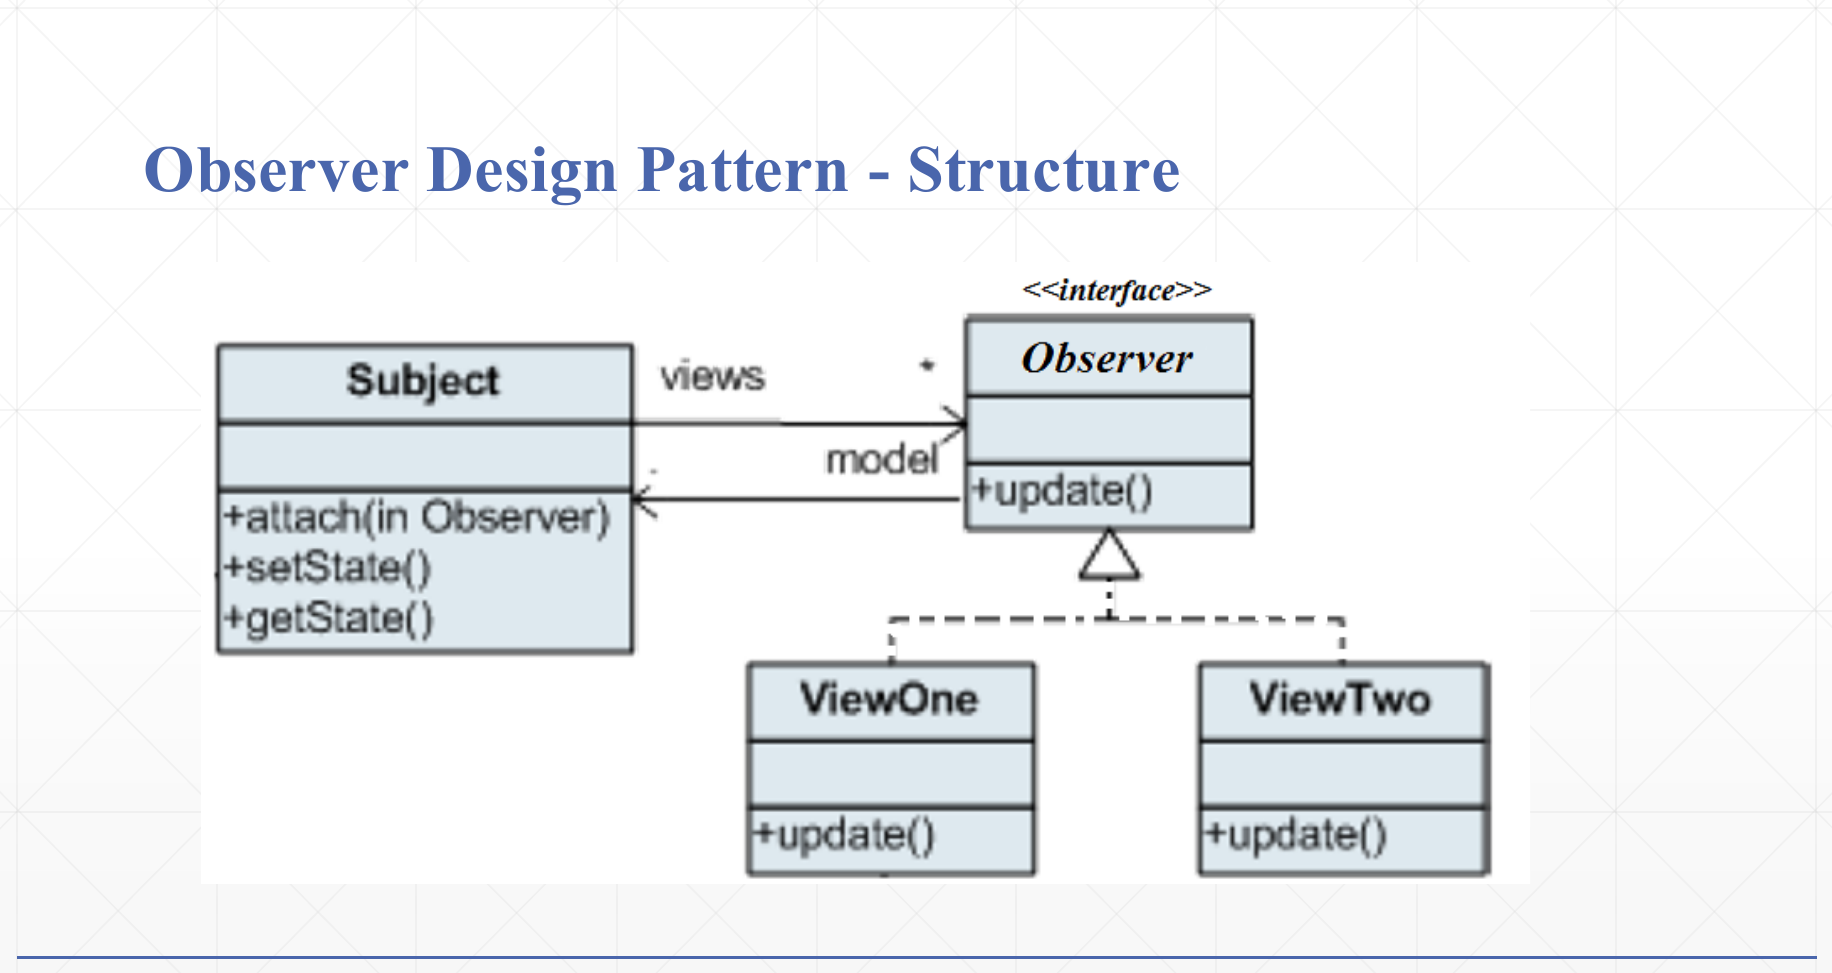 Observer Design Pattern - Structure
<<interface>>
Observer
+update()
Subject
+attach(in Observer)
+setState()
+getState()
views
*
model
ViewOne
+update()
ViewTwo
+update()